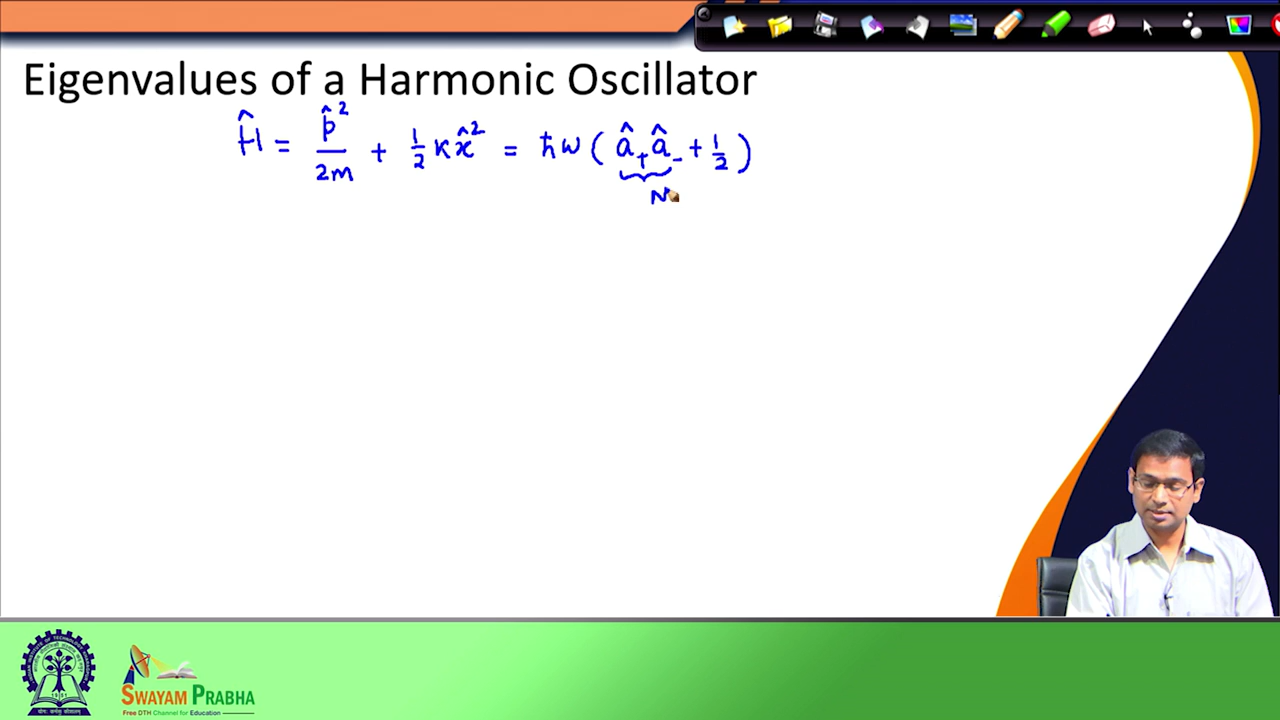 Eigenvalues of a Harmonic Oscillator
Ĥ = p̂²/2m + ½ K x̂² = ħω ( â₊ â₋ + ½ )
N
SWAYAM PRABHA
Free DTH Channel for Education